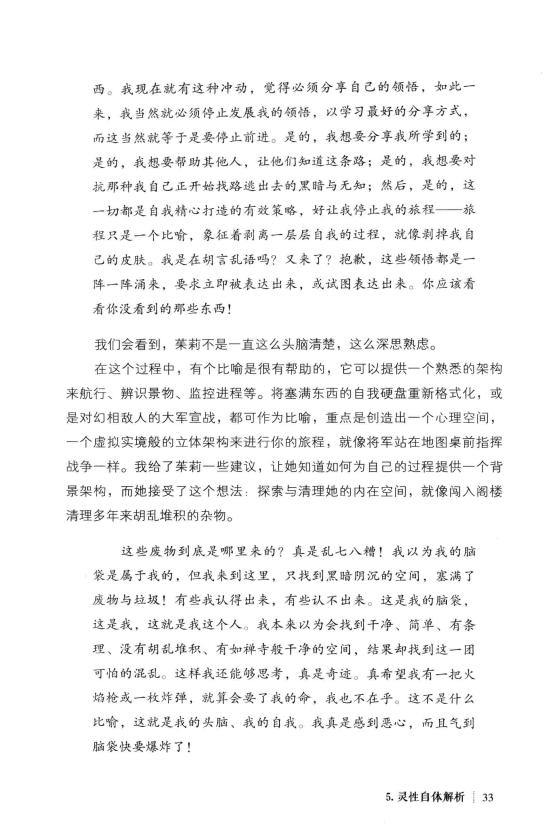 西。我现在就有这种冲动，觉得必须分享自己的领悟，如此一
来，我当然就必须停止发展我的领悟，以学习最好的分享方式，
而这当然就等于是要停止前进。是的，我想要分享我所学到的；
是的，我想要帮助其他人，让他们知道这条路；是的，我想要对
抗那种我自己正开始找路逃出去的黑暗与无知；然后，是的，这
一切都是自我精心打造的有效策略，好让我停止我的旅程——旅
程只是一个比喻，象征着剥离一层层自我的过程，就像剥掉我自
己的皮肤。我是在胡言乱语吗？又来了？抱歉，这些领悟都是一
阵一阵涌来，要求立即被表达出来，或试图表达出来。你应该看
看你没看到的那些东西！
我们会看到，茱莉不是一直这么头脑清楚，这么深思熟虑。
在这个过程中，有个比喻是很有帮助的，它可以提供一个熟悉的架构
来航行、辨识景物、监控进程等。将塞满东西的自我硬盘重新格式化，或
是对幻相敌人的大军宣战，都可作为比喻，重点是创造出一个心理空间，
一个虚拟实境般的立体架构来进行你的旅程，就像将军站在地图桌前指挥
战争一样。我给了茱莉一些建议，让她知道如何为自己的过程提供一个背
景架构，而她接受了这个想法：探索与清理她的内在空间，就像闯入阁楼
清理多年来胡乱堆积的杂物。
这些废物到底是哪里来的？真是乱七八糟！我以为我的脑
袋是属于我的，但我来到这里，只找到黑暗阴沉的空间，塞满了
废物与垃圾！有些我认得出来，有些认不出来。这是我的脑袋，
这是我，这就是我这个人。我本来以为会找到干净、简单、有条
理、没有胡乱堆积、有如禅寺般干净的空间，结果却找到这一团
可怕的混乱。这样我还能够思考，真是奇迹。真希望我有一把火
焰枪或一枚炸弹，就算会要了我的命，我也不在乎。这不是什么
比喻，这就是我的头脑、我的自我。我真是感到恶心，而且气到
脑袋快要爆炸了！
5. 灵性自体解析 33